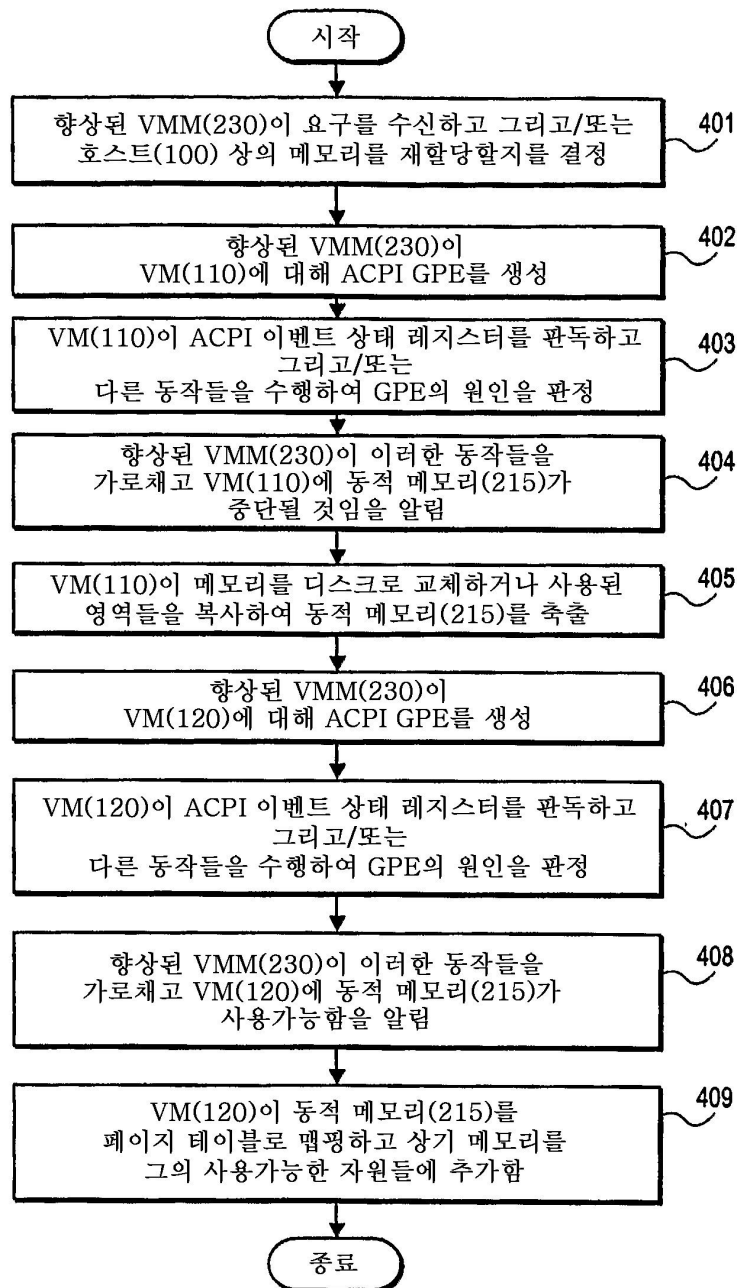 시작
향상된 VMM(230)이 요구를 수신하고 그리고/또는
호스트(100) 상의 메모리를 재할당할지를 결정
401
향상된 VMM(230)이
VM(110)에 대해 ACPI GPE를 생성
402
VM(110)이 ACPI 이벤트 상태 레지스터를 판독하고
그리고/또는
다른 동작들을 수행하여 GPE의 원인을 판정
403
향상된 VMM(230)이 이러한 동작들을
가로채고 VM(110)에 동적 메모리(215)가
중단될 것임을 알림
404
VM(110)이 메모리를 디스크로 교체하거나 사용된
영역들을 복사하여 동적 메모리(215)를 축출
405
향상된 VMM(230)이
VM(120)에 대해 ACPI GPE를 생성
406
VM(120)이 ACPI 이벤트 상태 레지스터를 판독하고
그리고/또는
다른 동작들을 수행하여 GPE의 원인을 판정
407
향상된 VMM(230)이 이러한 동작들을
가로채고 VM(120)에 동적 메모리(215)가
사용가능함을 알림
408
VM(120)이 동적 메모리(215)를
페이지 테이블로 맵핑하고 상기 메모리를
그의 사용가능한 자원들에 추가함
409
종료